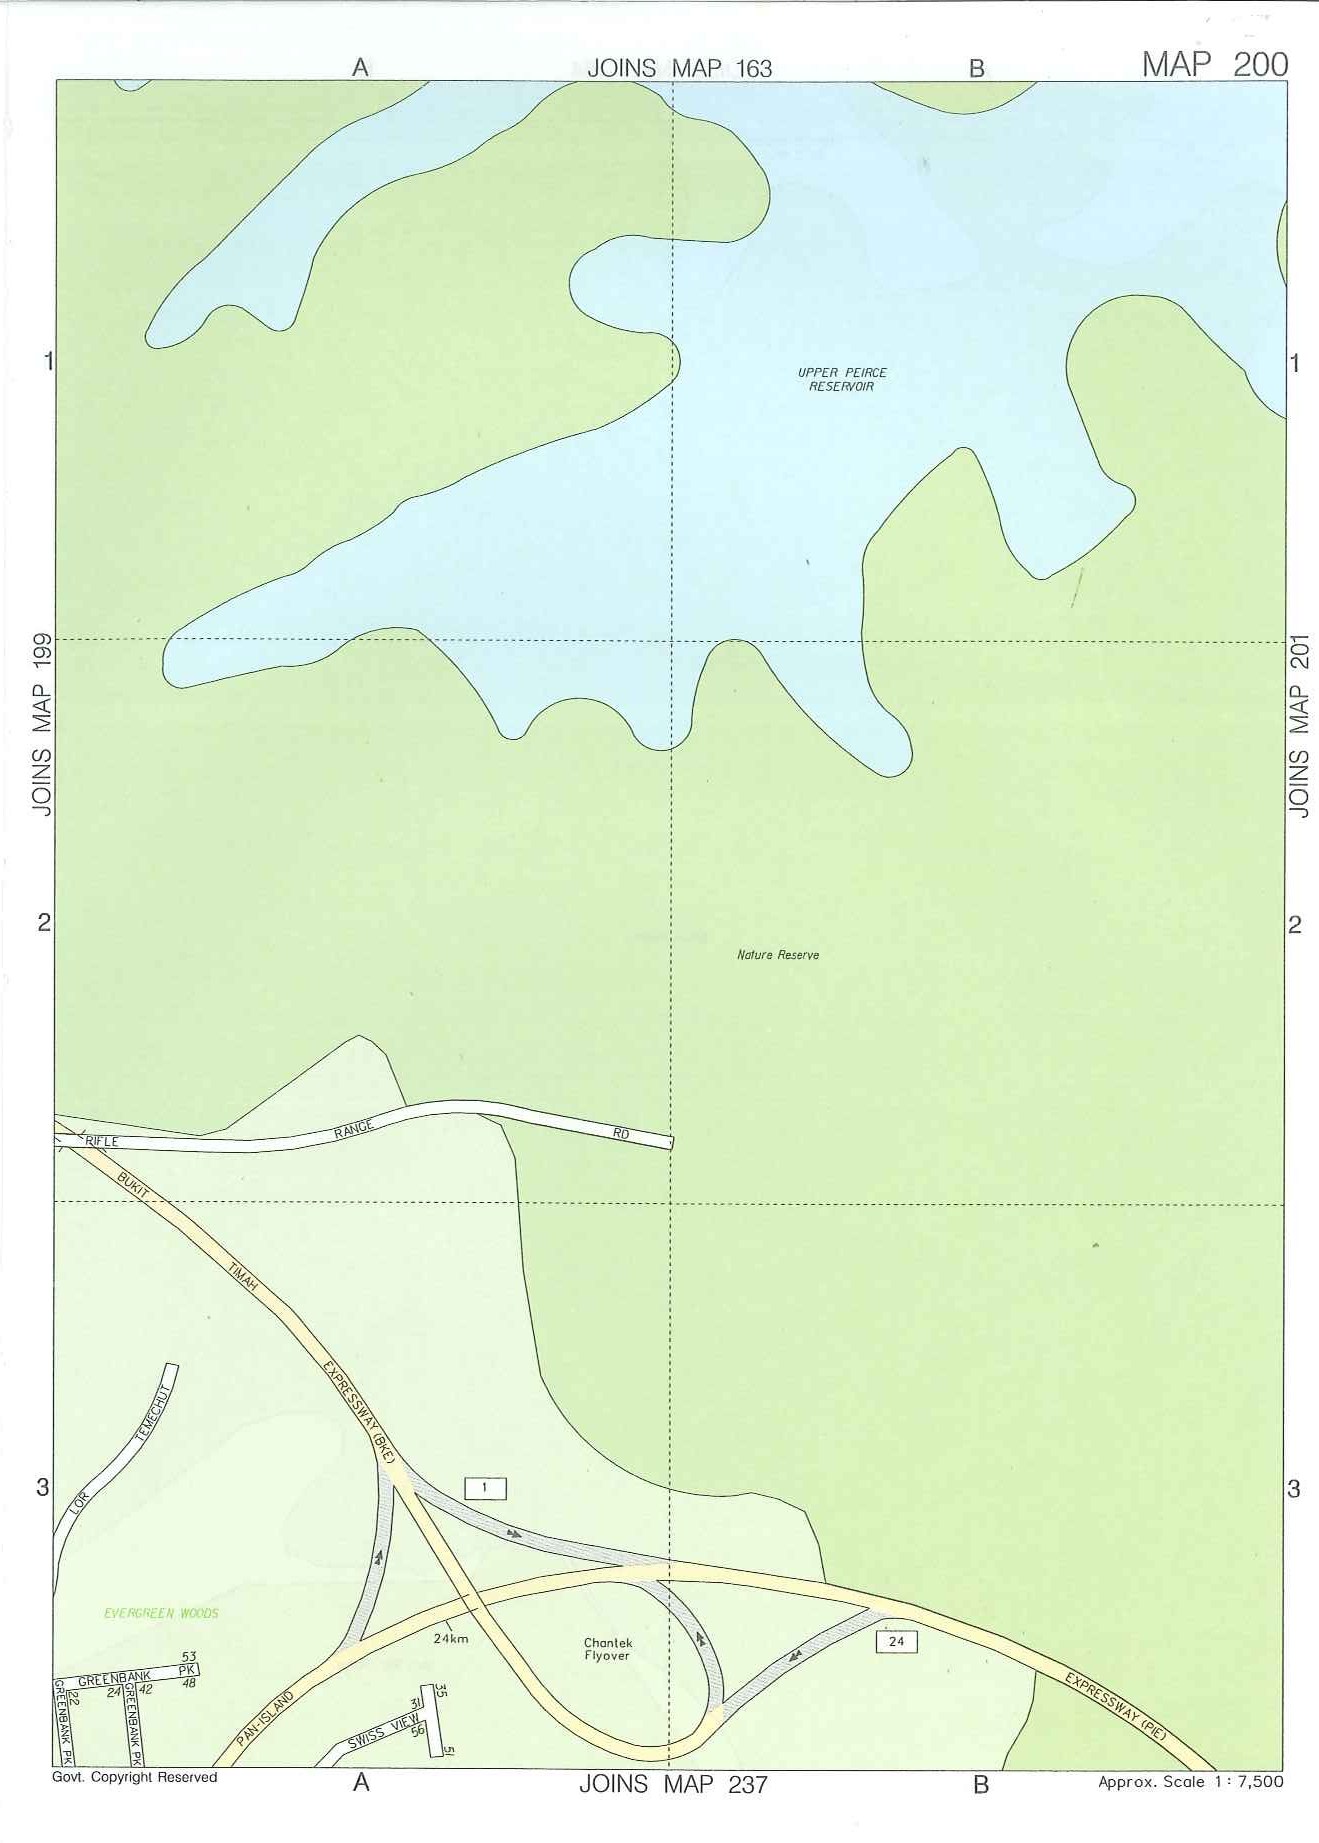 A
JOINS MAP 163
B
MAP 200
1
1
UPPER PEIRCE
RESERVOIR
JOINS MAP 199
JOINS MAP 201
2
2
Nature Reserve
RIFLE RANGE RD
BUKIT TIMAH EXPRESSWAY (BKE)
LOR TEMECHUT
3
3
1
EVERGREEN WOODS
24km
Chantek
Flyover
24
GREENBANK PK
53
48
42
24
22
GREENBANK PK
GREENBANK PK
PAN-ISLAND EXPRESSWAY (PIE)
SWISS VIEW
31
35
56
51
Govt. Copyright Reserved
A
JOINS MAP 237
B
Approx. Scale 1 : 7,500